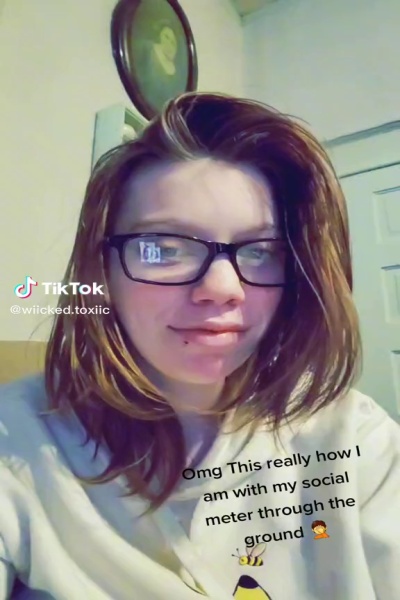 TikTok
@wiicked.toxiic
Omg This really how I
am with my social
meter through the
ground 🤦